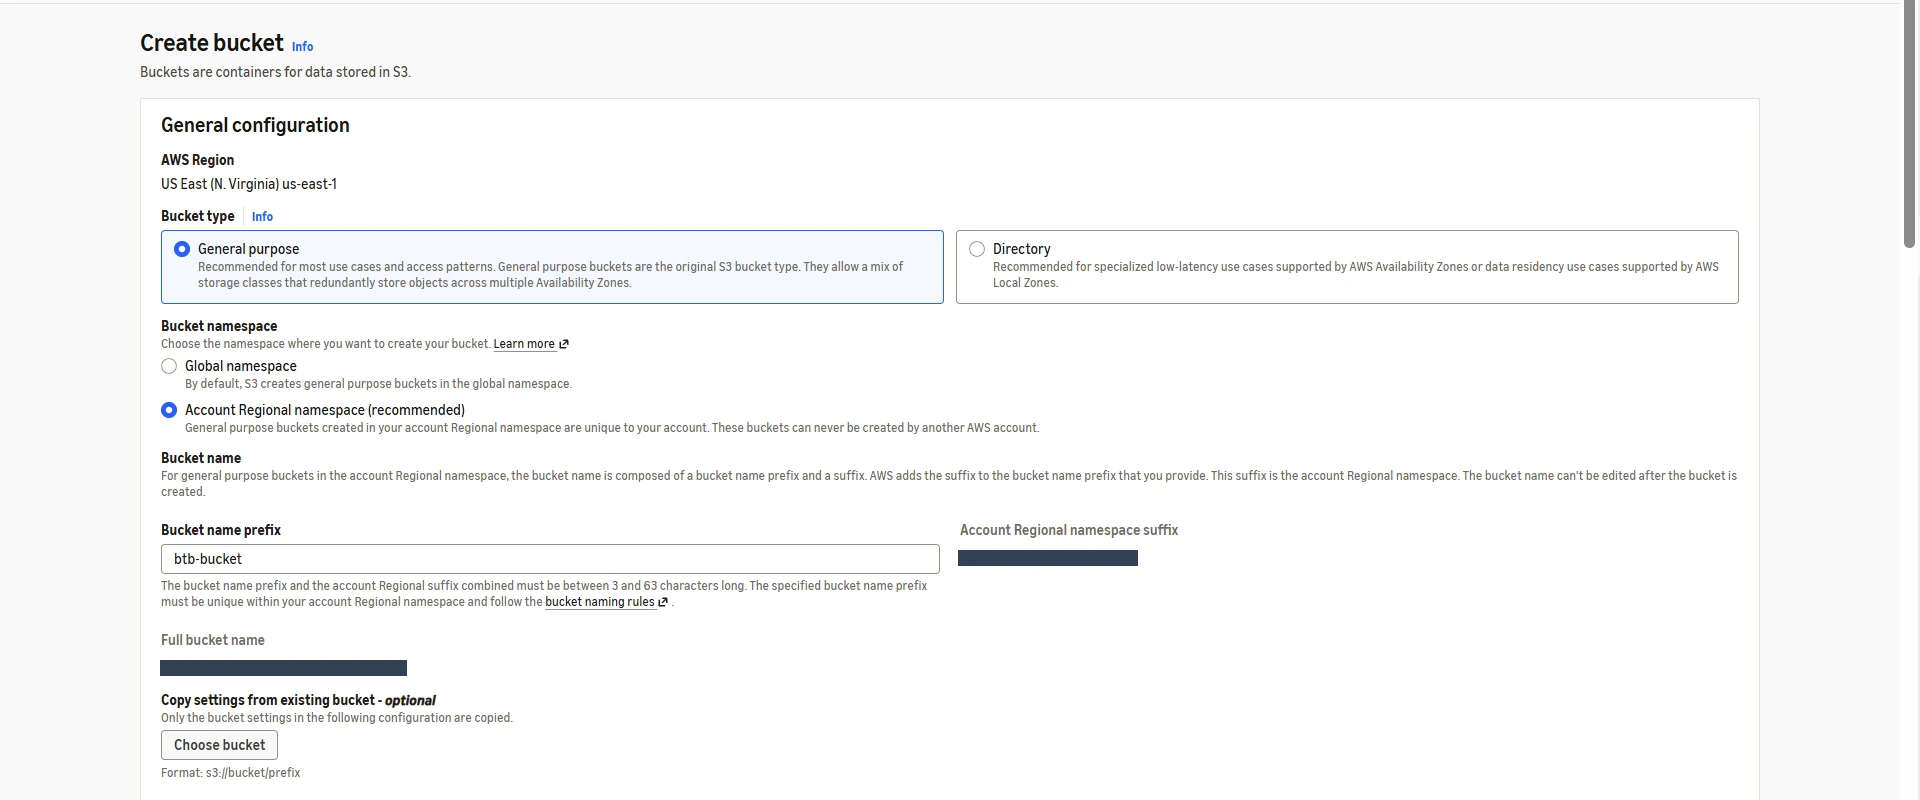 Create bucket Info
Buckets are containers for data stored in S3.
General configuration
AWS Region
US East (N. Virginia) us-east-1
Bucket type Info
General purpose
Recommended for most use cases and access patterns. General purpose buckets are the original S3 bucket type. They allow a mix of
storage classes that redundantly store objects across multiple Availability Zones.
Directory
Recommended for specialized low-latency use cases supported by AWS Availability Zones or data residency use cases supported by AWS
Local Zones.
Bucket namespace
Choose the namespace where you want to create your bucket. Learn more
Global namespace
By default, S3 creates general purpose buckets in the global namespace.
Account Regional namespace (recommended)
General purpose buckets created in your account Regional namespace are unique to your account. These buckets can never be created by another AWS account.
Bucket name
For general purpose buckets in the account Regional namespace, the bucket name is composed of a bucket name prefix and a suffix. AWS adds the suffix to the bucket name prefix that you provide. This suffix is the account Regional namespace. The bucket name can't be edited after the bucket is
created.
Bucket name prefix
btb-bucket
The bucket name prefix and the account Regional suffix combined must be between 3 and 63 characters long. The specified bucket name prefix
must be unique within your account Regional namespace and follow the bucket naming rules .
Account Regional namespace suffix
Full bucket name
Copy settings from existing bucket - optional
Only the bucket settings in the following configuration are copied.
Choose bucket
Format: s3://bucket/prefix